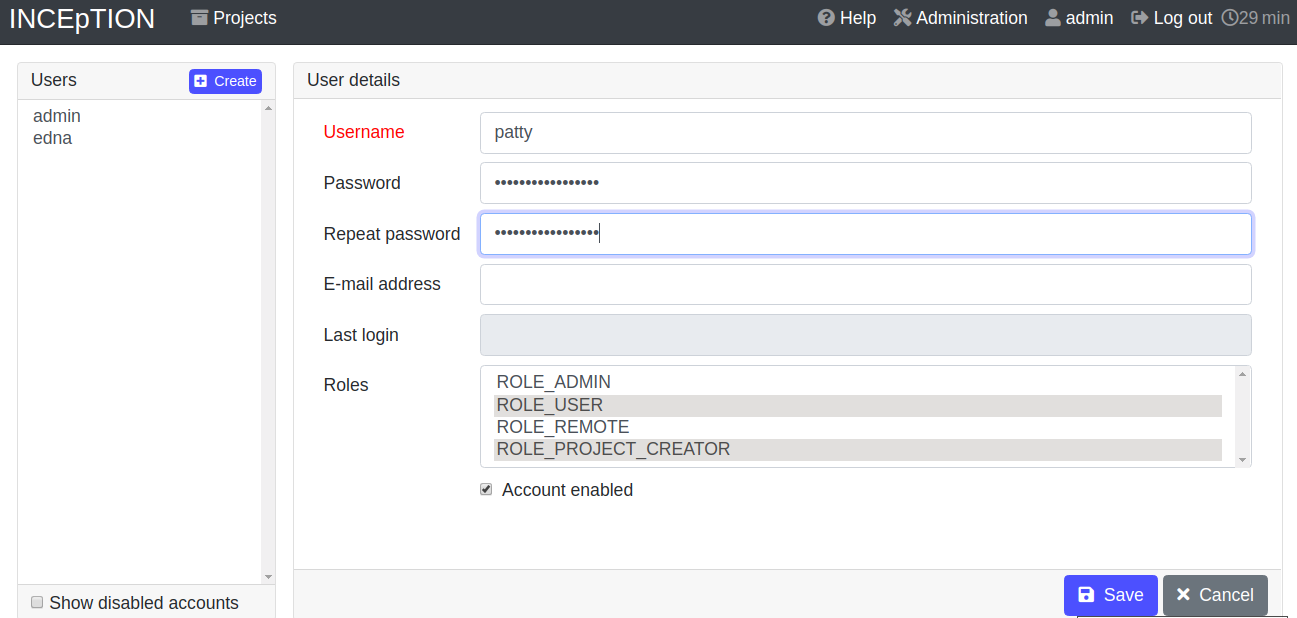 INCEpTION Projects Help Administration admin Log out 29 min
Users Create
admin
edna
Show disabled accounts
User details
Username patty
Password •••••••••••••••••
Repeat password •••••••••••••••••
E-mail address
Last login
Roles
ROLE_ADMIN
ROLE_USER
ROLE_REMOTE
ROLE_PROJECT_CREATOR
Account enabled
Save Cancel